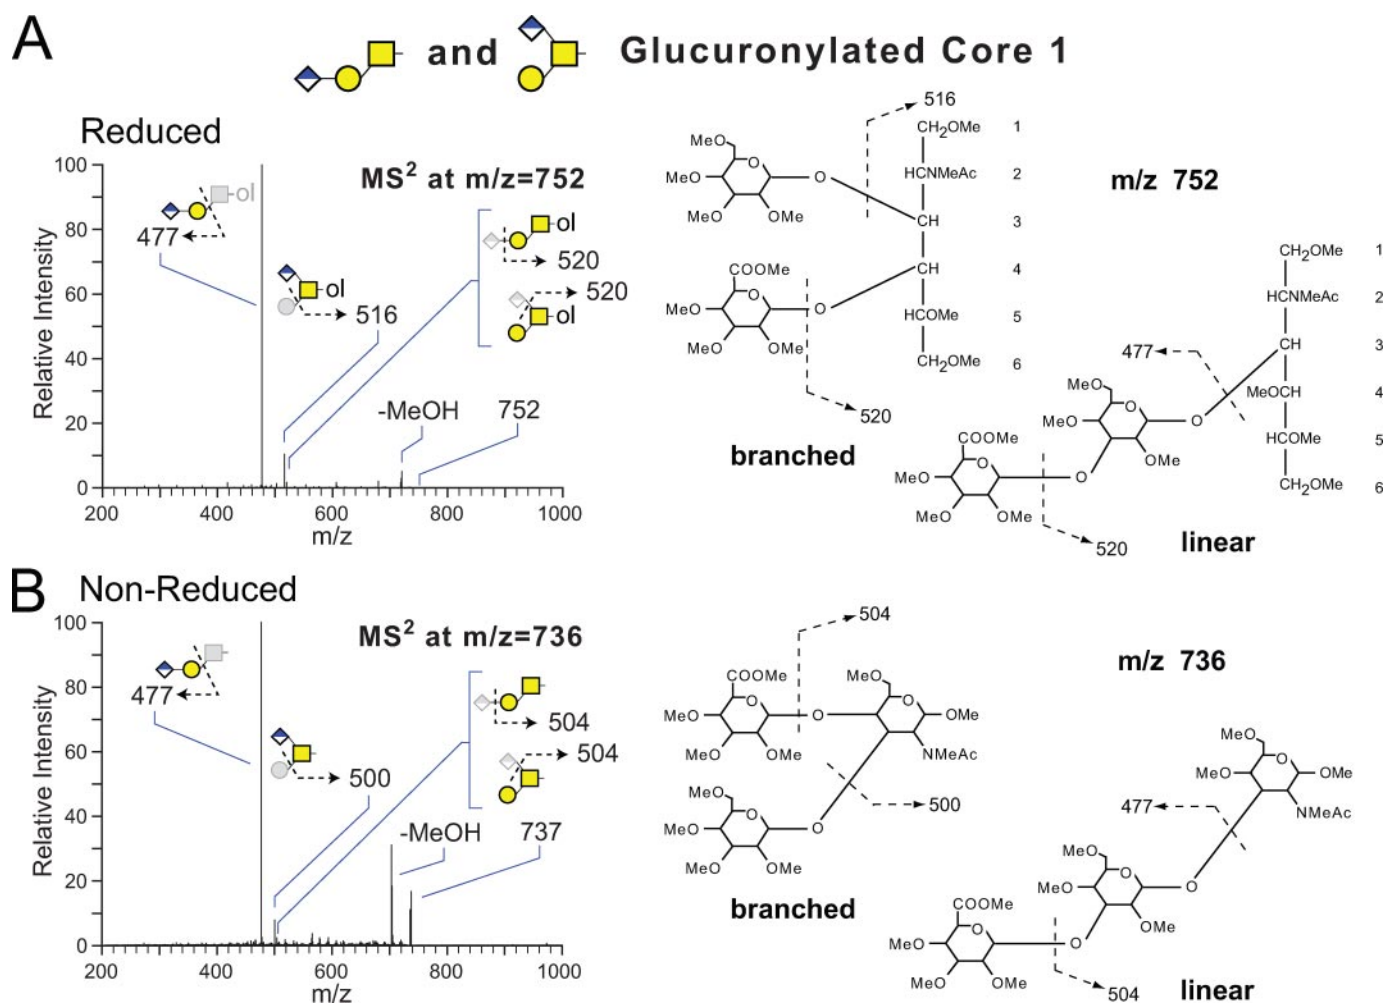 A
and
Glucuronylated Core 1
Reduced
MS2 at m/z=752
Relative Intensity
100
80
60
40
20
0
200
400
600
800
1000
m/z
ol
477
ol
516
ol
520
520
ol
-MeOH
752
516
MeO
MeO
MeO
OMe
O
O
CH2OMe
1
HCNMeAc
2
CH
3
CH
4
HCOMe
5
CH2OMe
6
COOMe
MeO
MeO
OMe
O
O
520
branched
m/z 752
CH2OMe
1
HCNMeAc
2
CH
3
MeOCH
4
HCOMe
5
CH2OMe
6
477
MeO
MeO
OMe
O
O
COOMe
MeO
MeO
OMe
O
O
520
linear
B
Non-Reduced
MS2 at m/z=736
Relative Intensity
100
80
60
40
20
0
200
400
600
800
1000
m/z
477
500
504
504
-MeOH
737
504
COOMe
MeO
MeO
OMe
O
O
MeO
O
OMe
NMeAc
500
MeO
MeO
MeO
OMe
O
O
branched
m/z 736
MeO
MeO
O
OMe
NMeAc
477
MeO
MeO
OMe
O
O
COOMe
MeO
MeO
OMe
O
O
504
linear